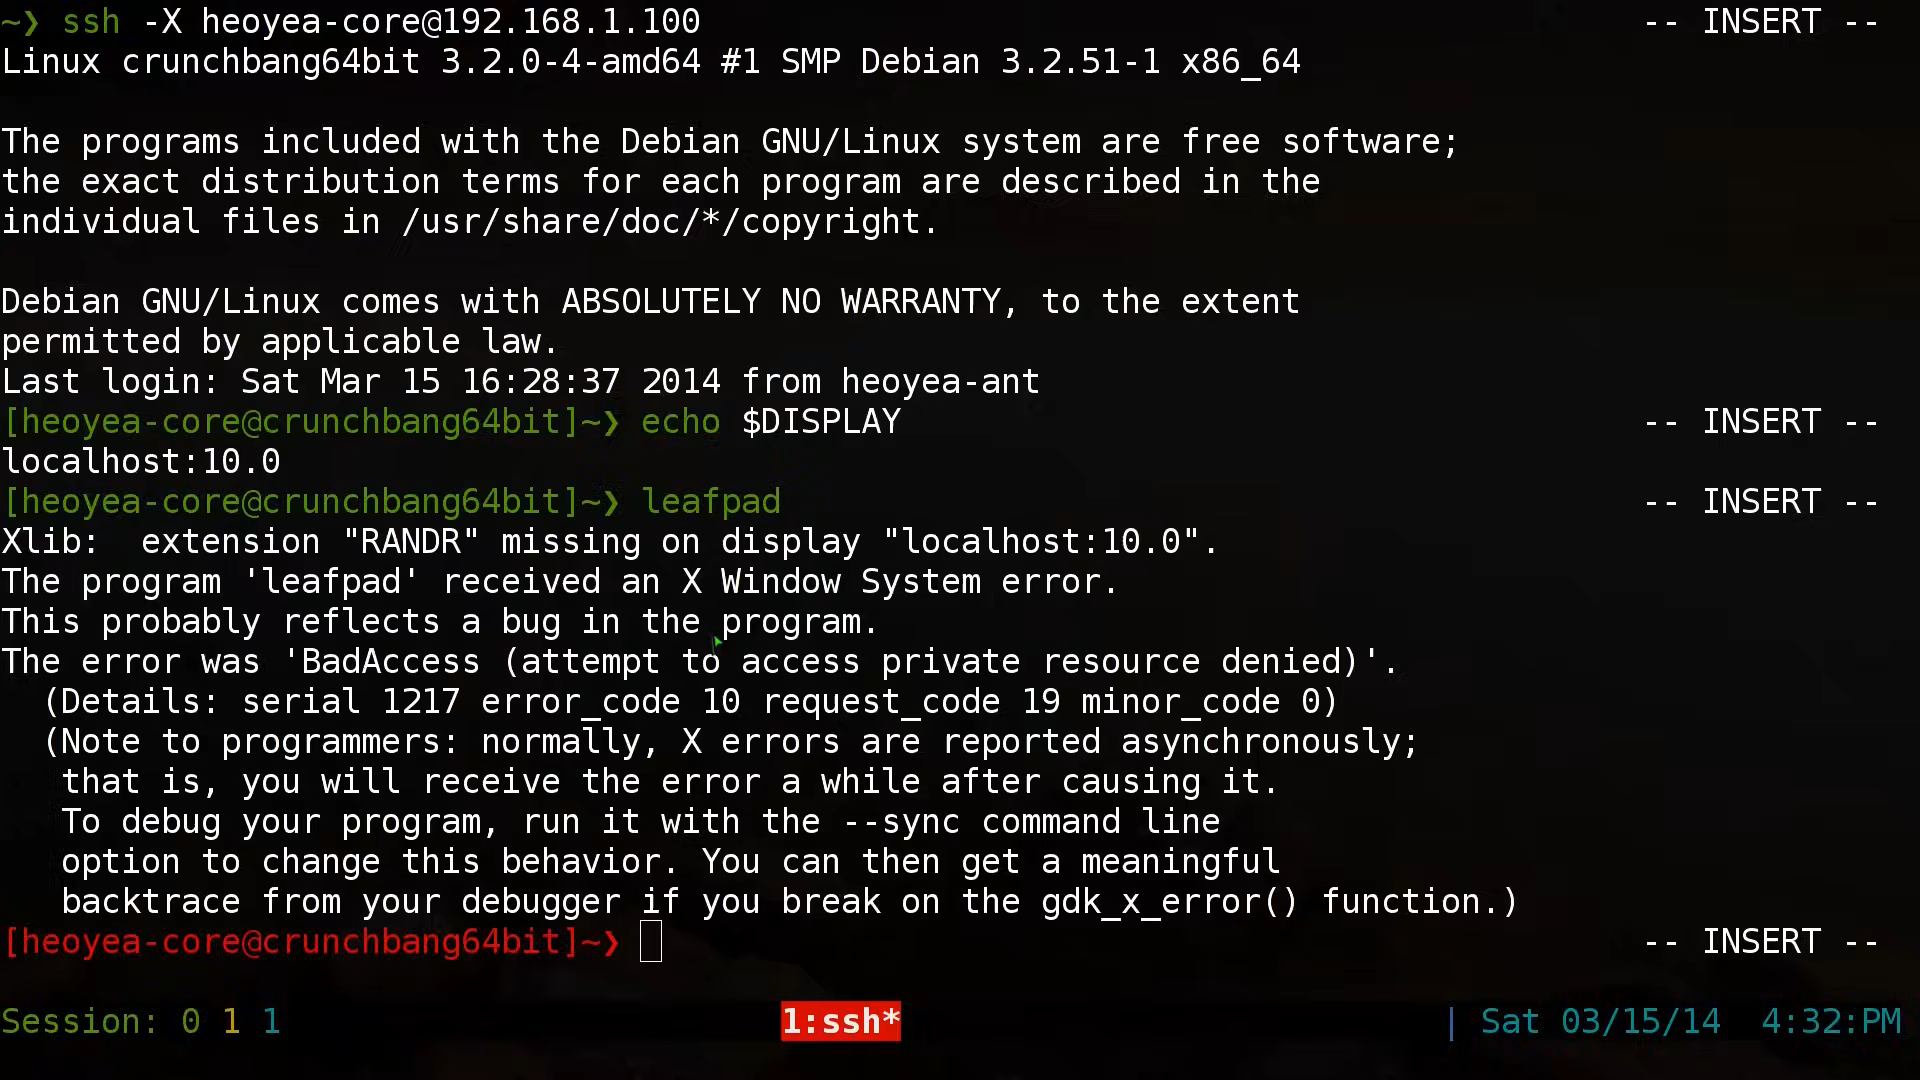 ~❯ ssh -X heoyea-core@192.168.1.100 -- INSERT --
Linux crunchbang64bit 3.2.0-4-amd64 #1 SMP Debian 3.2.51-1 x86_64
The programs included with the Debian GNU/Linux system are free software;
the exact distribution terms for each program are described in the
individual files in /usr/share/doc/*/copyright.
Debian GNU/Linux comes with ABSOLUTELY NO WARRANTY, to the extent
permitted by applicable law.
Last login: Sat Mar 15 16:28:37 2014 from heoyea-ant
[heoyea-core@crunchbang64bit]~❯ echo $DISPLAY -- INSERT --
localhost:10.0
[heoyea-core@crunchbang64bit]~❯ leafpad -- INSERT --
Xlib:  extension "RANDR" missing on display "localhost:10.0".
The program 'leafpad' received an X Window System error.
This probably reflects a bug in the program.
The error was 'BadAccess (attempt to access private resource denied)'.
  (Details: serial 1217 error_code 10 request_code 19 minor_code 0)
  (Note to programmers: normally, X errors are reported asynchronously;
   that is, you will receive the error a while after causing it.
   To debug your program, run it with the --sync command line
   option to change this behavior. You can then get a meaningful
   backtrace from your debugger if you break on the gdk_x_error() function.)
[heoyea-core@crunchbang64bit]~❯ -- INSERT --
Session: 0 1 1 1:ssh* | Sat 03/15/14  4:32:PM